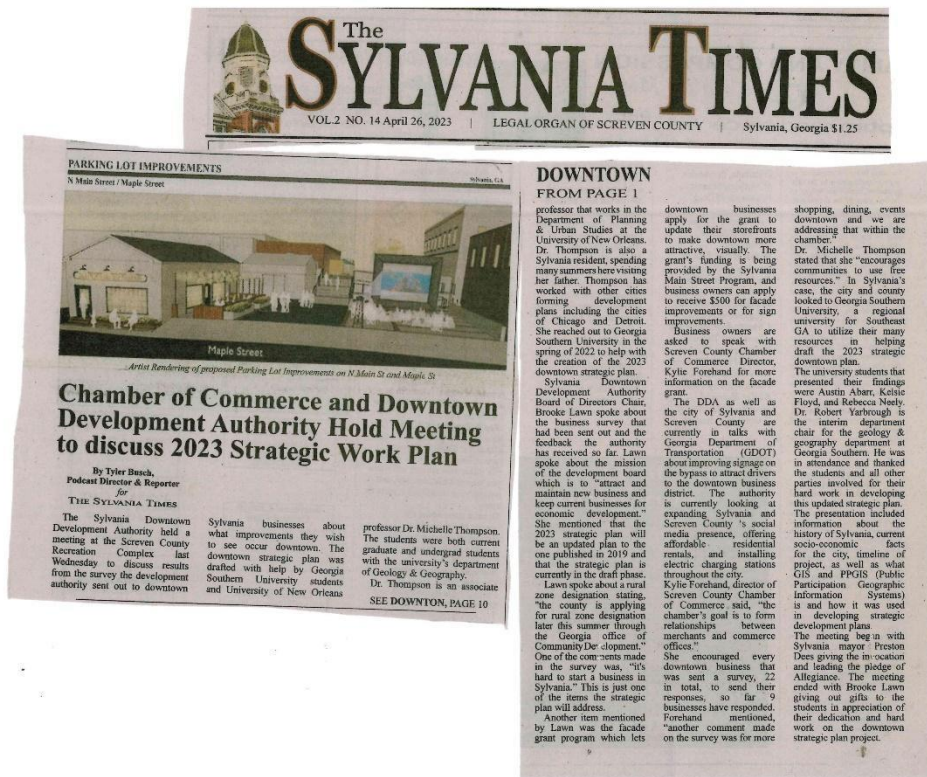 The
SYLVANIA TIMES
VOL.2 NO. 14 April 26, 2023 | LEGAL ORGAN OF SCREVEN COUNTY | Sylvania, Georgia $1.25
PARKING LOT IMPROVEMENTS
N Main Street / Maple Street
Sylvania, GA
Maple Street
Artist Rendering of proposed Parking Lot Improvements on N Main St and Maple St
Chamber of Commerce and Downtown
Development Authority Hold Meeting
to discuss 2023 Strategic Work Plan
By Tyler Busch,
Podcast Director & Reporter
for
THE SYLVANIA TIMES
The Sylvania Downtown
Development Authority held a
meeting at the Screven County
Recreation Complex last
Wednesday to discuss results
from the survey the development
authority sent out to downtown
Sylvania businesses about
what improvements they wish
to see occur downtown. The
downtown strategic plan was
drafted with help by Georgia
Southern University students
and University of New Orleans
professor Dr. Michelle Thompson.
The students were both current
graduate and undergrad students
with the university's department
of Geology & Geography.
Dr. Thompson is an associate
SEE DOWNTON, PAGE 10
DOWNTOWN
FROM PAGE 1
professor that works in the
Department of Planning
& Urban Studies at the
University of New Orleans.
Dr. Thompson is also a
Sylvania resident, spending
many summers here visiting
her father. Thompson has
worked with other cities
forming development
plans including the cities
of Chicago and Detroit.
She reached out to Georgia
Southern University in the
spring of 2022 to help with
the creation of the 2023
downtown strategic plan.
Sylvania Downtown
Development Authority
Board of Directors Chair,
Brooke Lawn spoke about
the business survey that
had been sent out and the
feedback the authority
has received so far. Lawn
spoke about the mission
of the development board
which is to "attract and
maintain new business and
keep current businesses for
economic development."
She mentioned that the
2023 strategic plan will
be an updated plan to the
one published in 2019 and
that the strategic plan is
currently in the draft phase.
Lawn spoke about a rural
zone designation stating,
"the county is applying
for rural zone designation
later this summer through
the Georgia office of
Community Development."
One of the comments made
in the survey was, "it's
hard to start a business in
Sylvania." This is just one
of the items the strategic
plan will address.
Another item mentioned
by Lawn was the facade
grant program which lets
downtown businesses
apply for the grant to
update their storefronts
to make downtown more
attractive, visually. The
grant's funding is being
provided by the Sylvania
Main Street Program, and
business owners can apply
to receive $500 for facade
improvements or for sign
improvements.
Business owners are
asked to speak with
Screven County Chamber
of Commerce Director,
Kylie Forehand for more
information on the facade
grant.
The DDA as well as
the city of Sylvania and
Screven County are
currently in talks with
Georgia Department of
Transportation (GDOT)
about improving signage on
the bypass to attract drivers
to the downtown business
district. The authority
is currently looking at
expanding Sylvania and
Screven County 's social
media presence, offering
affordable residential
rentals, and installing
electric charging stations
throughout the city.
Kylie Forehand, director of
Screven County Chamber
of Commerce said, "the
chamber's goal is to form
relationships between
merchants and commerce
offices."
She encouraged every
downtown business that
was sent a survey, 22
in total, to send their
responses, so far 9
businesses have responded.
Forehand mentioned,
"another comment made
on the survey was for more
shopping, dining, events
downtown and we are
addressing that within the
chamber."
Dr. Michelle Thompson
stated that she "encourages
communities to use free
resources." In Sylvania's
case, the city and county
looked to Georgia Southern
University, a regional
university for Southeast
GA to utilize their many
resources in helping
draft the 2023 strategic
downtown plan.
The university students that
presented their findings
were Austin Abarr, Kelsie
Floyd, and Rebecca Neely.
Dr. Robert Yarbrough is
the interim department
chair for the geology &
geography department at
Georgia Southern. He was
in attendance and thanked
the students and all other
parties involved for their
hard work in developing
this updated strategic plan.
The presentation included
information about the
history of Sylvania, current
socio-economic facts
for the city, timeline of
project, as well as what
GIS and PPGIS (Public
Participation Geographic
Information Systems)
is and how it was used
in developing strategic
development plans.
The meeting began with
Sylvania mayor Preston
Dees giving the invocation
and leading the pledge of
Allegiance. The meeting
ended with Brooke Lawn
giving out gifts to the
students in appreciation of
their dedication and hard
work on the downtown
strategic plan project.